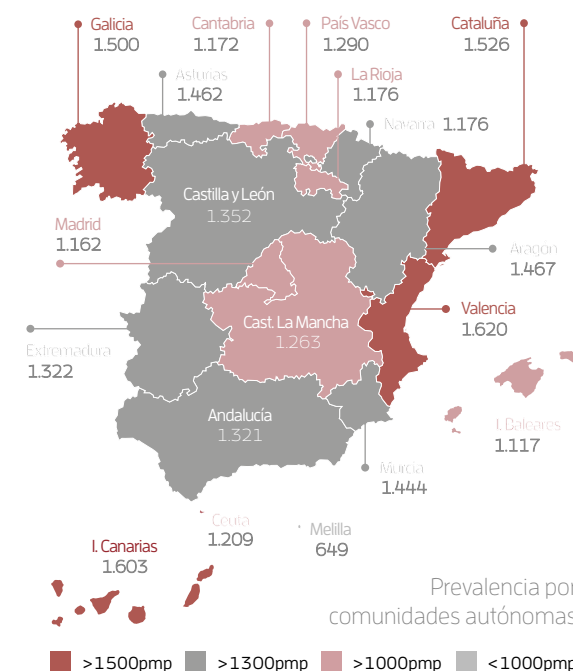 Galicia
1.500
Cantabria
1.172
País Vasco
1.290
Cataluña
1.526
Asturias
1.462
La Rioja
1.176
Navarra 1.176
Castilla y León
1.352
Madrid
1.162
Aragón
1.467
Cast. La Mancha
1.263
Valencia
1.620
Extremadura
1.322
Andalucía
1.321
I. Baleares
1.117
Murcia
1.444
Ceuta
1.209
Melilla
649
I. Canarias
1.603
Prevalencia por
comunidades autónomas
>1500pmp >1300pmp >1000pmp <1000pmp